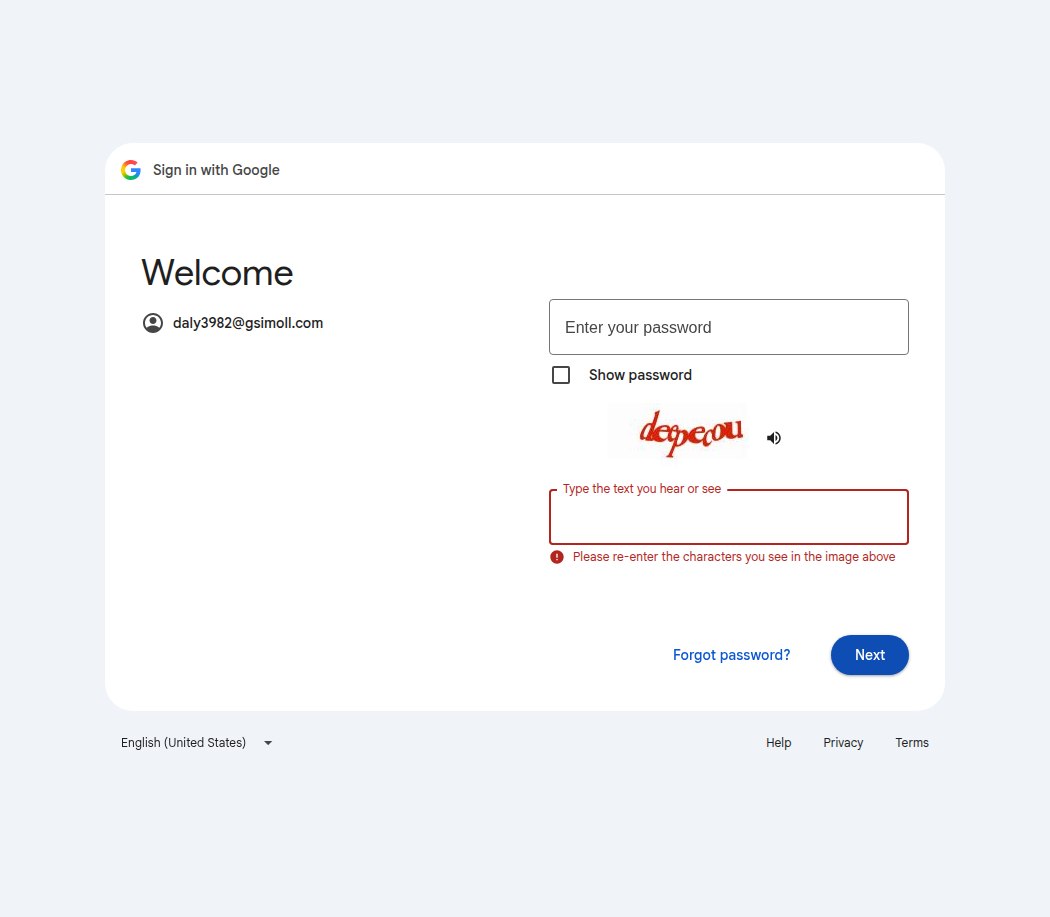 Sign in with Google
Welcome
daly3982@gsimoll.com
Enter your password
Show password
Type the text you hear or see
Please re-enter the characters you see in the image above
Forgot password?
Next
English (United States)
Help
Privacy
Terms